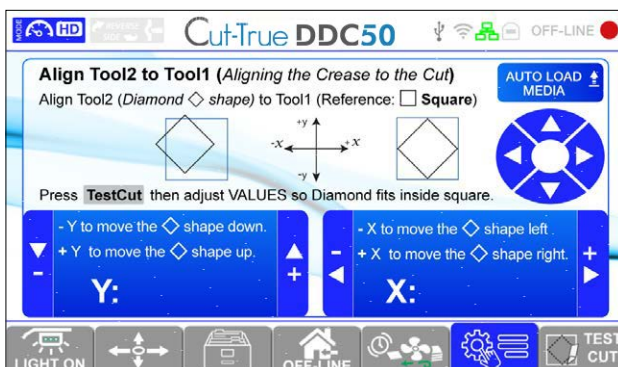 MODE HD REVERSE SIDE Cut-True DDC50 OFF-LINE
Align Tool2 to Tool1 (Aligning the Crease to the Cut)
AUTO LOAD MEDIA
Align Tool2 (Diamond ◇ shape) to Tool1 (Reference: □ Square)
+y
-x +x
-y
Press TestCut then adjust VALUES so Diamond fits inside square.
- Y to move the ◇ shape down.
+ Y to move the ◇ shape up.
- +
Y:
- X to move the ◇ shape left.
+ X to move the ◇ shape right.
- +
X:
LIGHT ON
OFF-LINE
TEST CUT